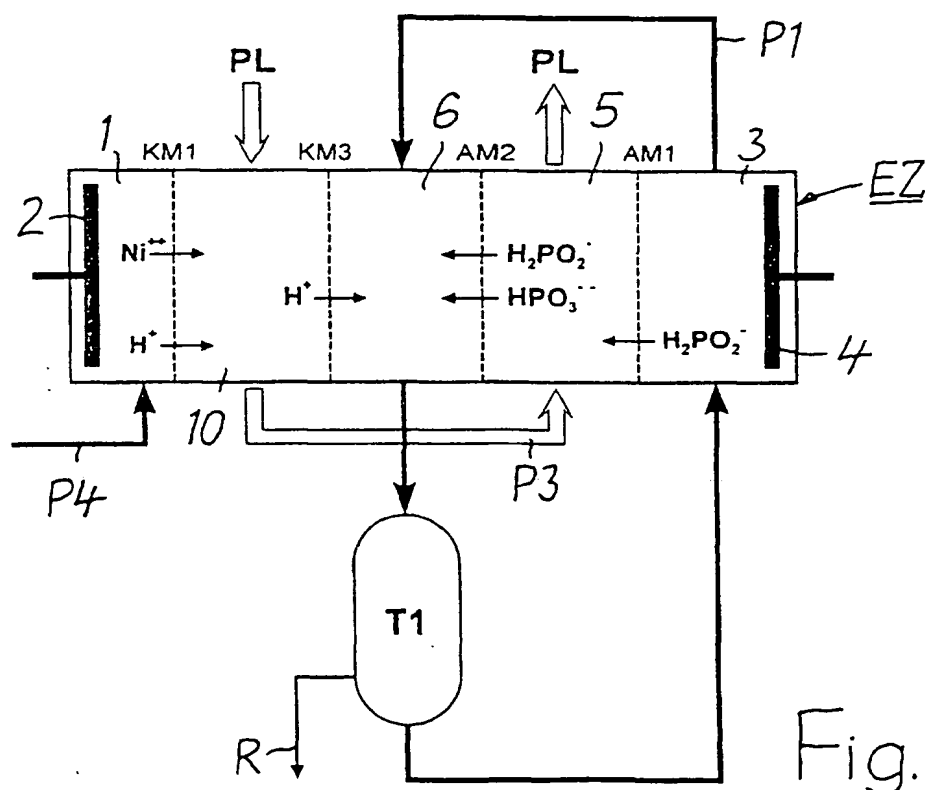 P1
PL
PL
1
KM1
KM3
6
AM2
5
AM1
3
EZ
2
Ni⁺⁺
H₂PO₂⁻
H⁺
HPO₃⁻⁻
H⁺
H₂PO₂⁻
4
10
P4
P3
T1
R
Fig.